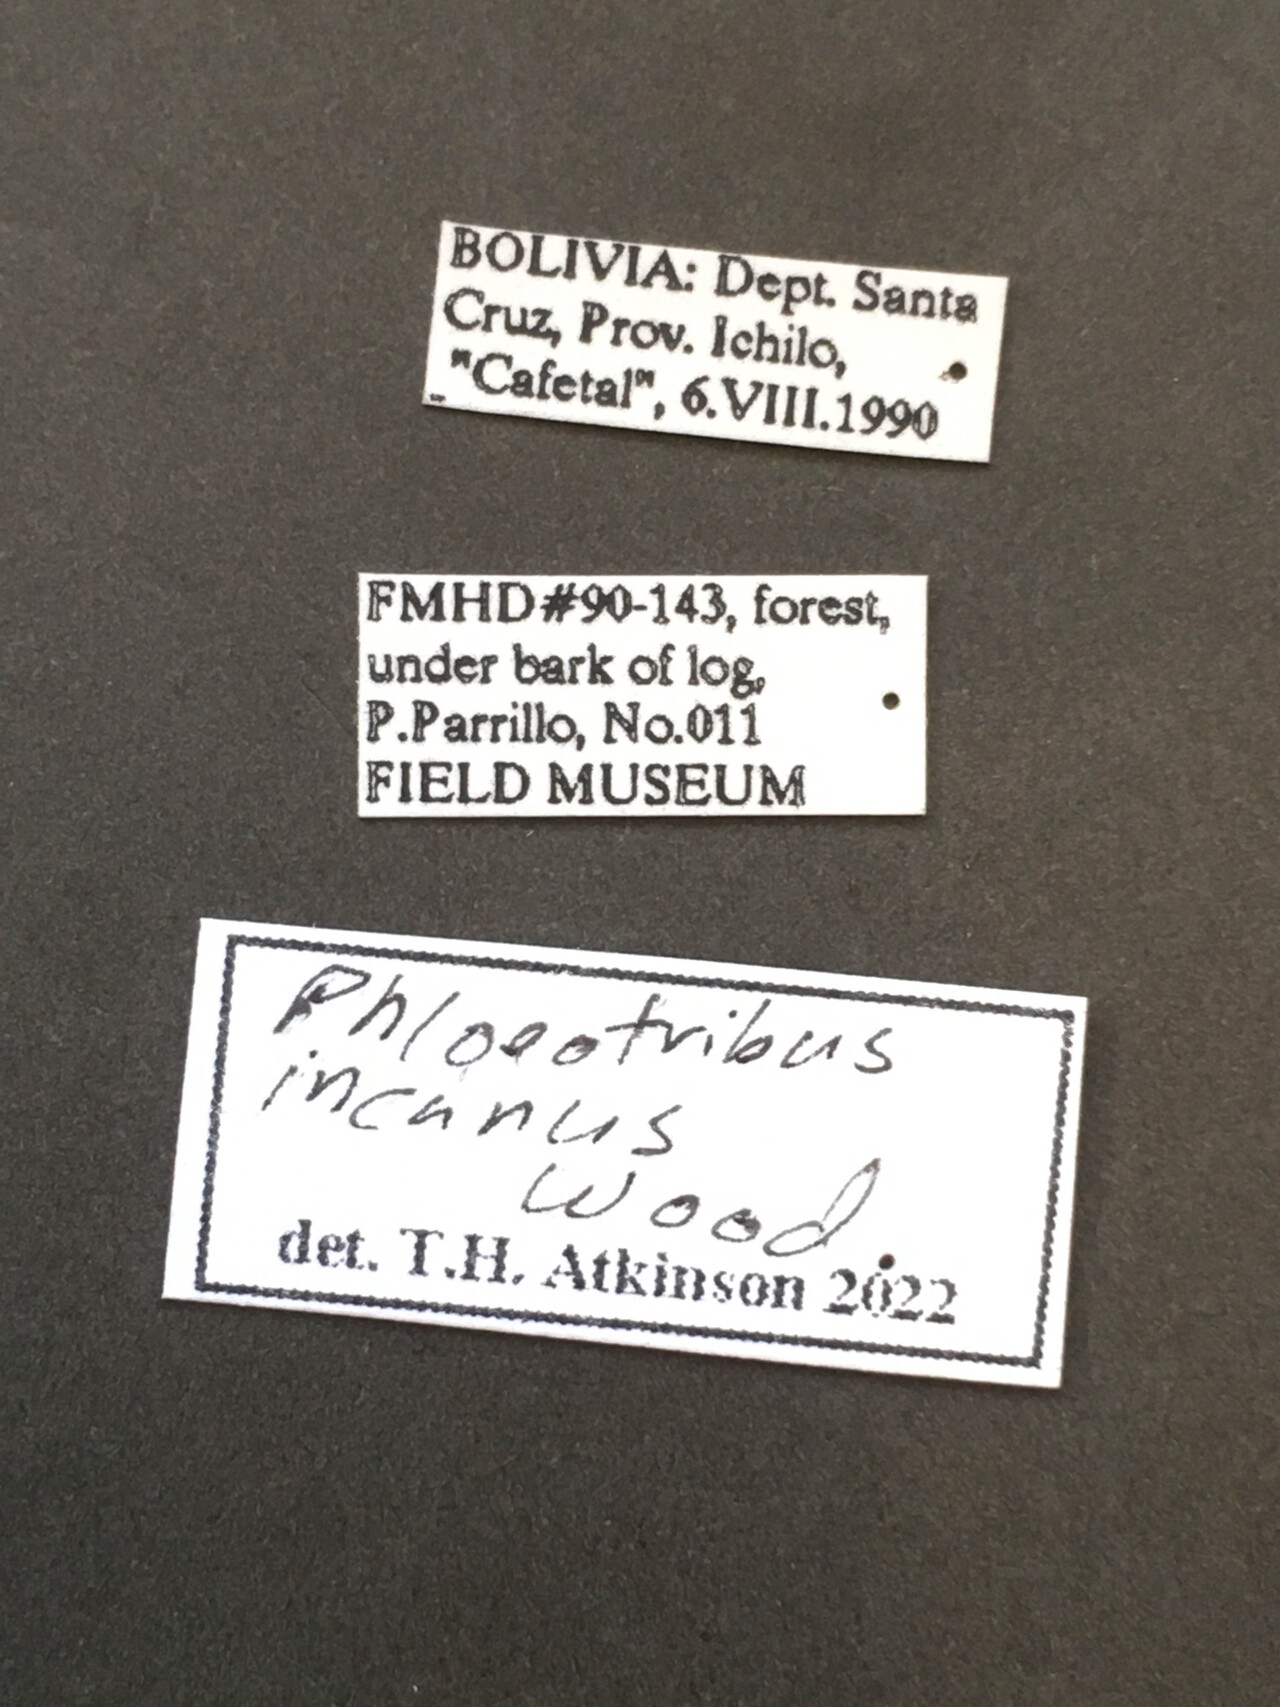 BOLIVIA: Dept. Santa
Cruz, Prov. Ichilo,
"Cafetal", 6.VIII.1990
FMHD#90-143, forest,
under bark of log,
P.Parrillo, No.011
FIELD MUSEUM
Phloeotribus
incanus
Wood
det. T.H. Atkinson 2022